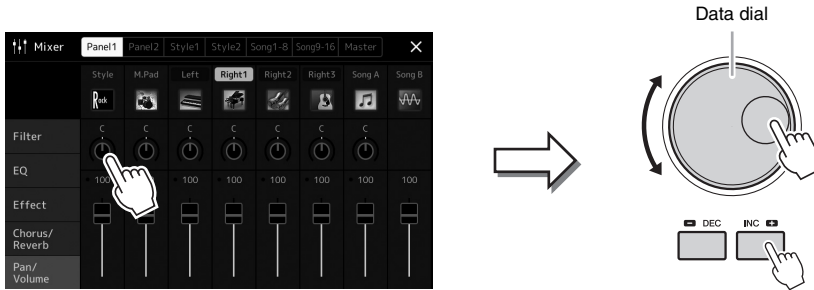 Data dial
Mixer Panel1 Panel2 Style1 Style2 Song1-8 Song9-16 Master
Style M.Pad Left Right1 Right2 Right3 Song A Song B
Rock
C C C C C C C
Filter
EQ
100 100 100 100 100 100 100
Effect
Chorus/
Reverb
Pan/
Volume
DEC INC